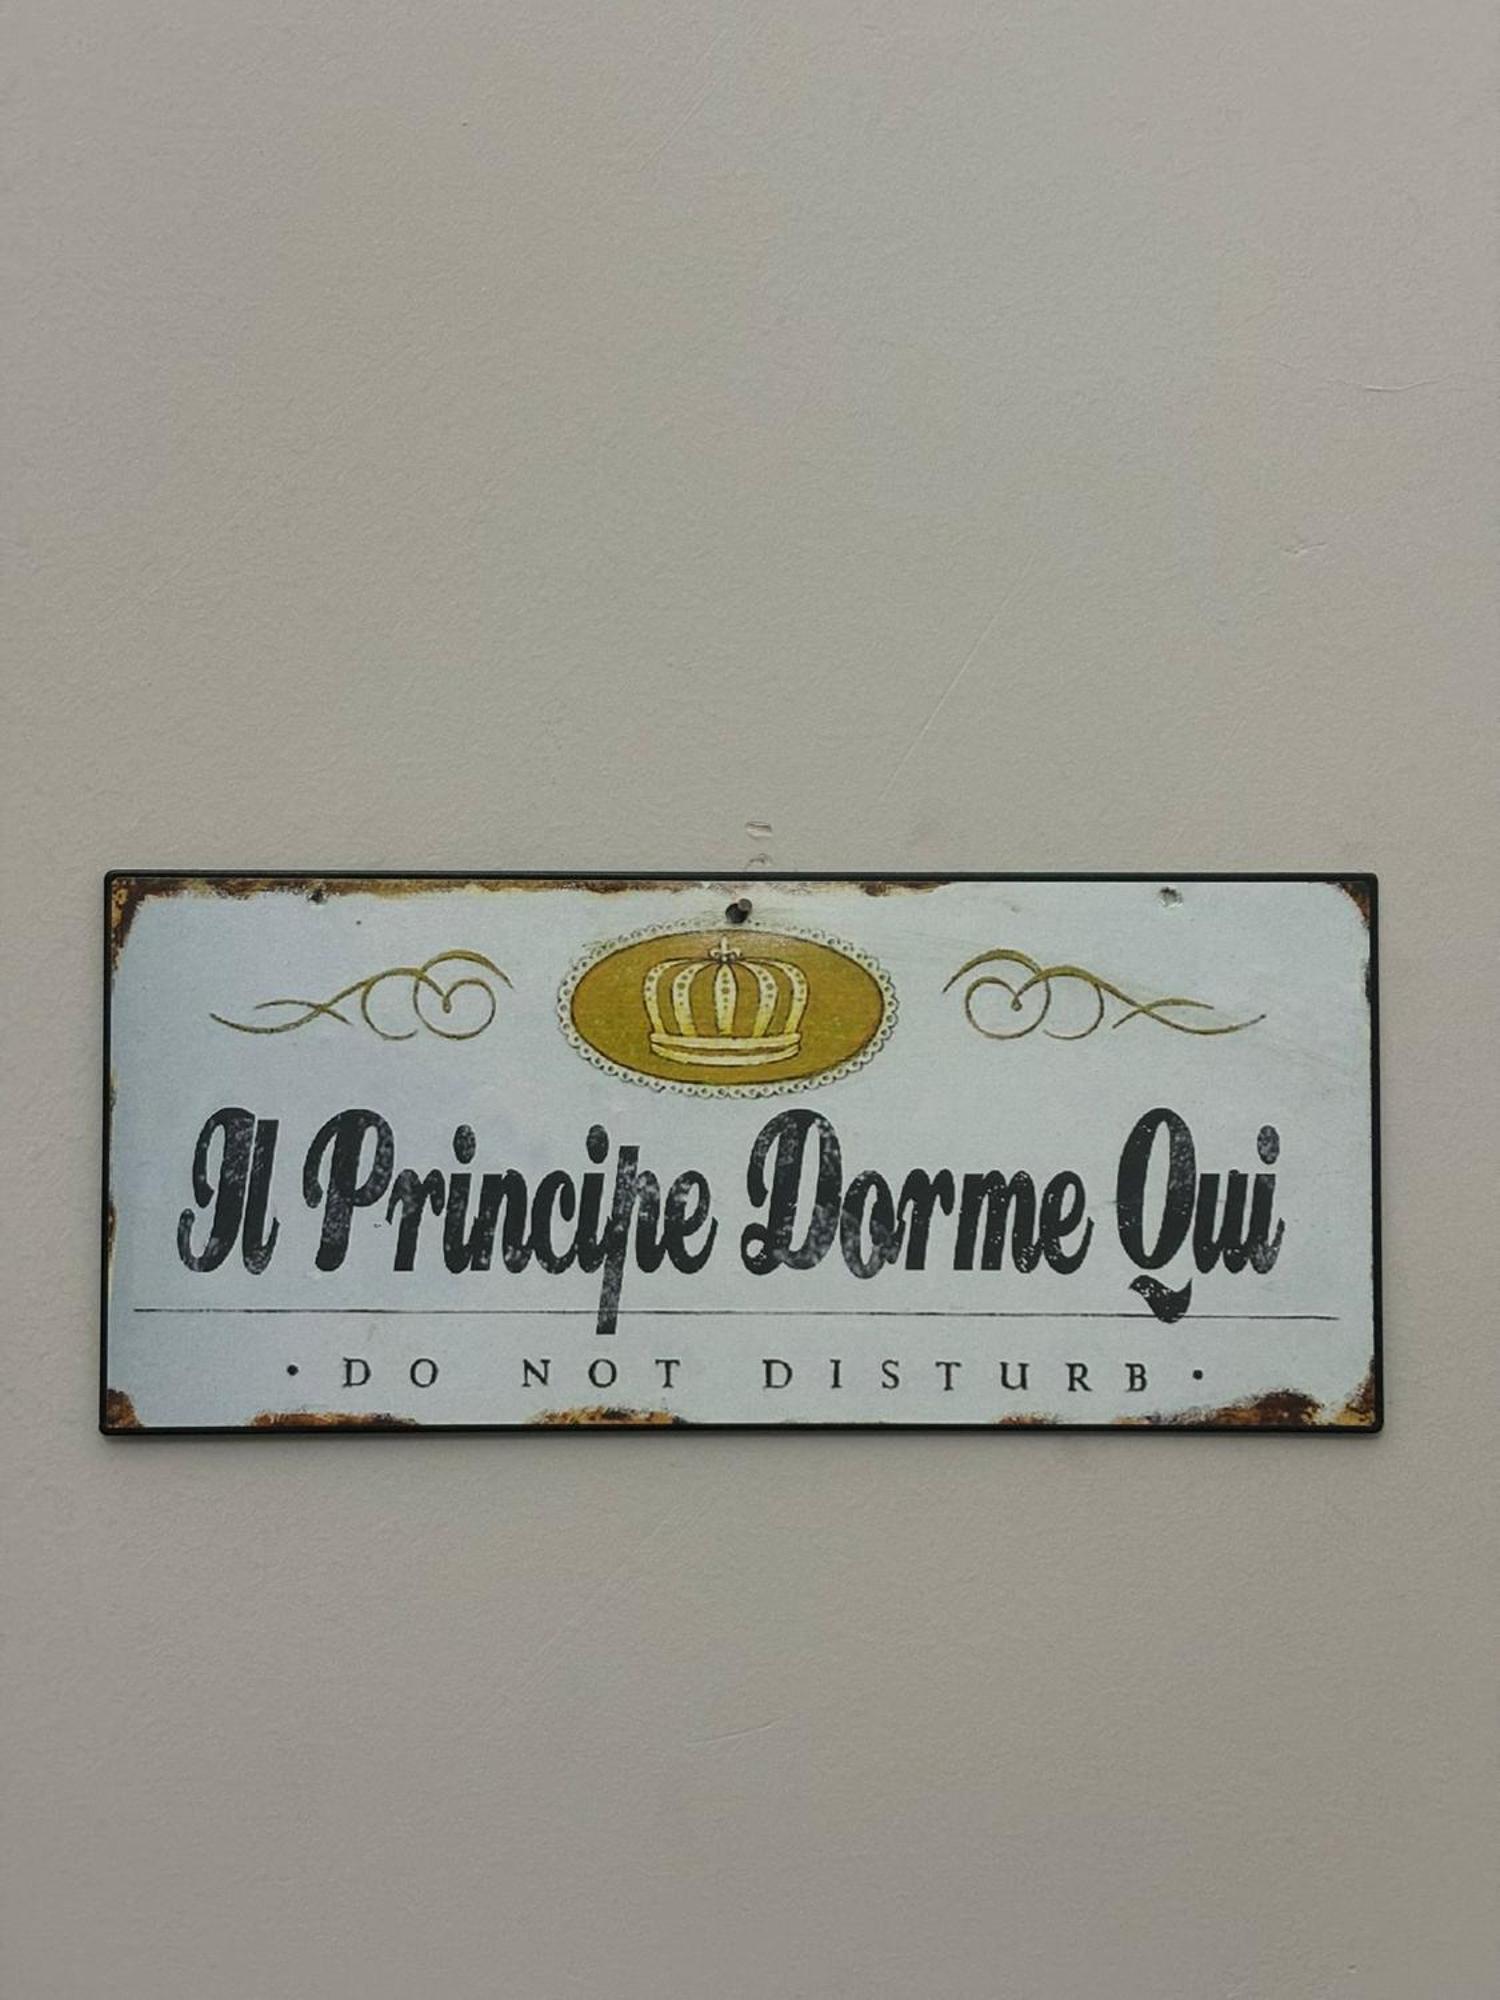 Il Principe Dorme Qui
• DO NOT DISTURB •